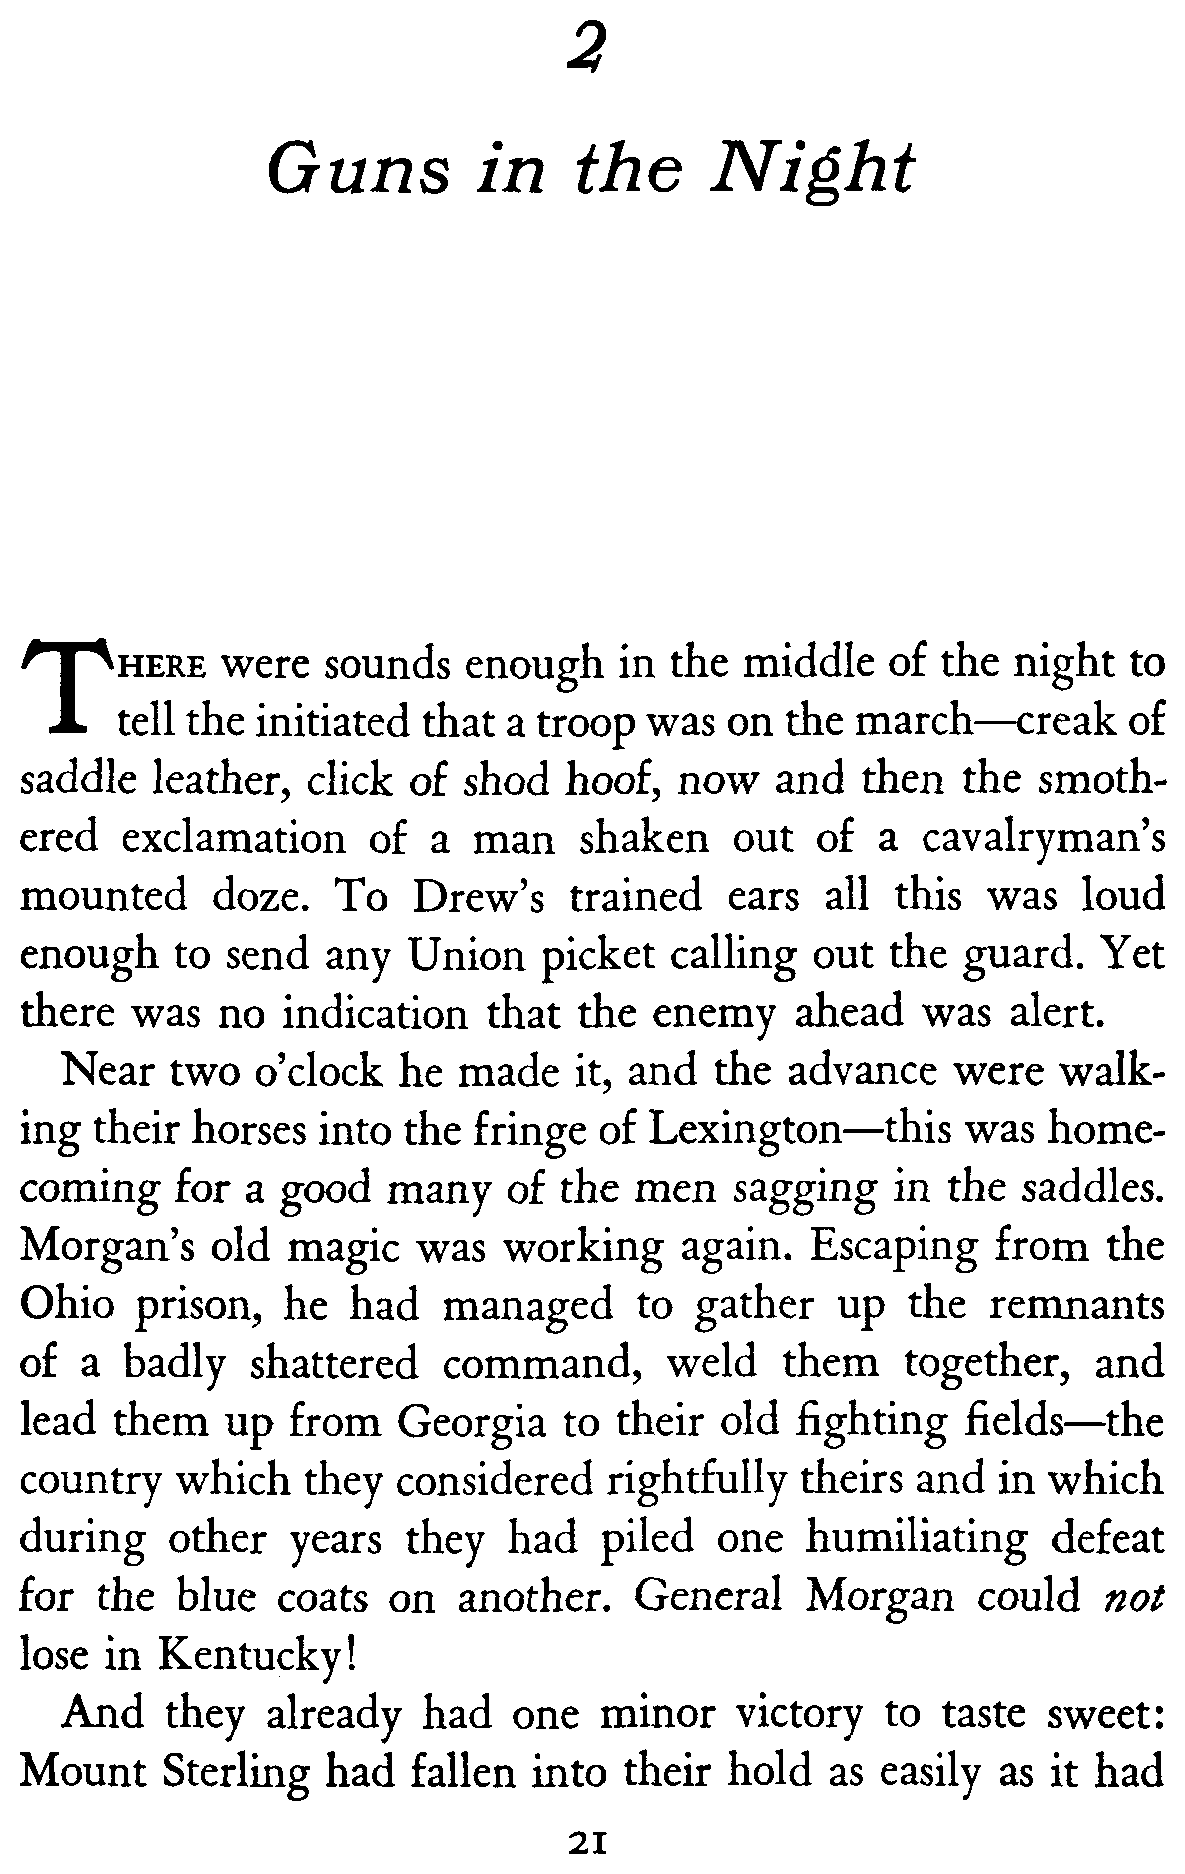 2
Guns in the Night
THERE were sounds enough in the middle of the night to
tell the initiated that a troop was on the march—creak of
saddle leather, click of shod hoof, now and then the smoth-
ered exclamation of a man shaken out of a cavalryman's
mounted doze. To Drew's trained ears all this was loud
enough to send any Union picket calling out the guard. Yet
there was no indication that the enemy ahead was alert.
Near two o'clock he made it, and the advance were walk-
ing their horses into the fringe of Lexington—this was home-
coming for a good many of the men sagging in the saddles.
Morgan's old magic was working again. Escaping from the
Ohio prison, he had managed to gather up the remnants
of a badly shattered command, weld them together, and
lead them up from Georgia to their old fighting fields—the
country which they considered rightfully theirs and in which
during other years they had piled one humiliating defeat
for the blue coats on another. General Morgan could not
lose in Kentucky!
And they already had one minor victory to taste sweet:
Mount Sterling had fallen into their hold as easily as it had
21